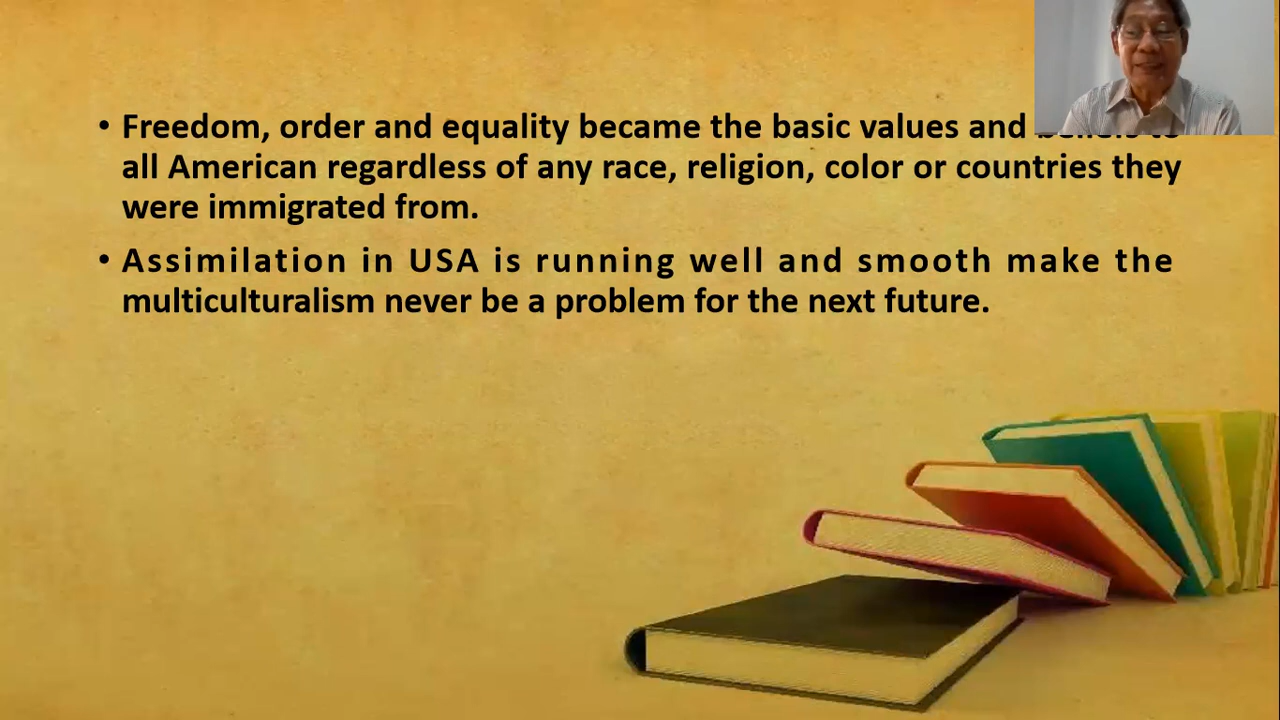 • Freedom, order and equality became the basic values and
all American regardless of any race, religion, color or countries they
were immigrated from.
• Assimilation in USA is running well and smooth make the
multiculturalism never be a problem for the next future.